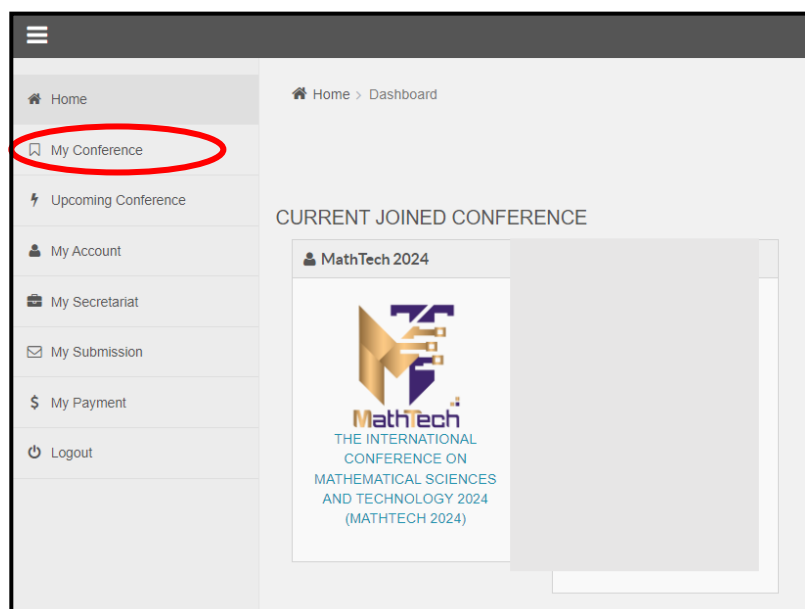 Home
My Conference
Upcoming Conference
My Account
My Secretariat
My Submission
My Payment
Logout
Home > Dashboard
CURRENT JOINED CONFERENCE
MathTech 2024
MathTech
THE INTERNATIONAL
CONFERENCE ON
MATHEMATICAL SCIENCES
AND TECHNOLOGY 2024
(MATHTECH 2024)